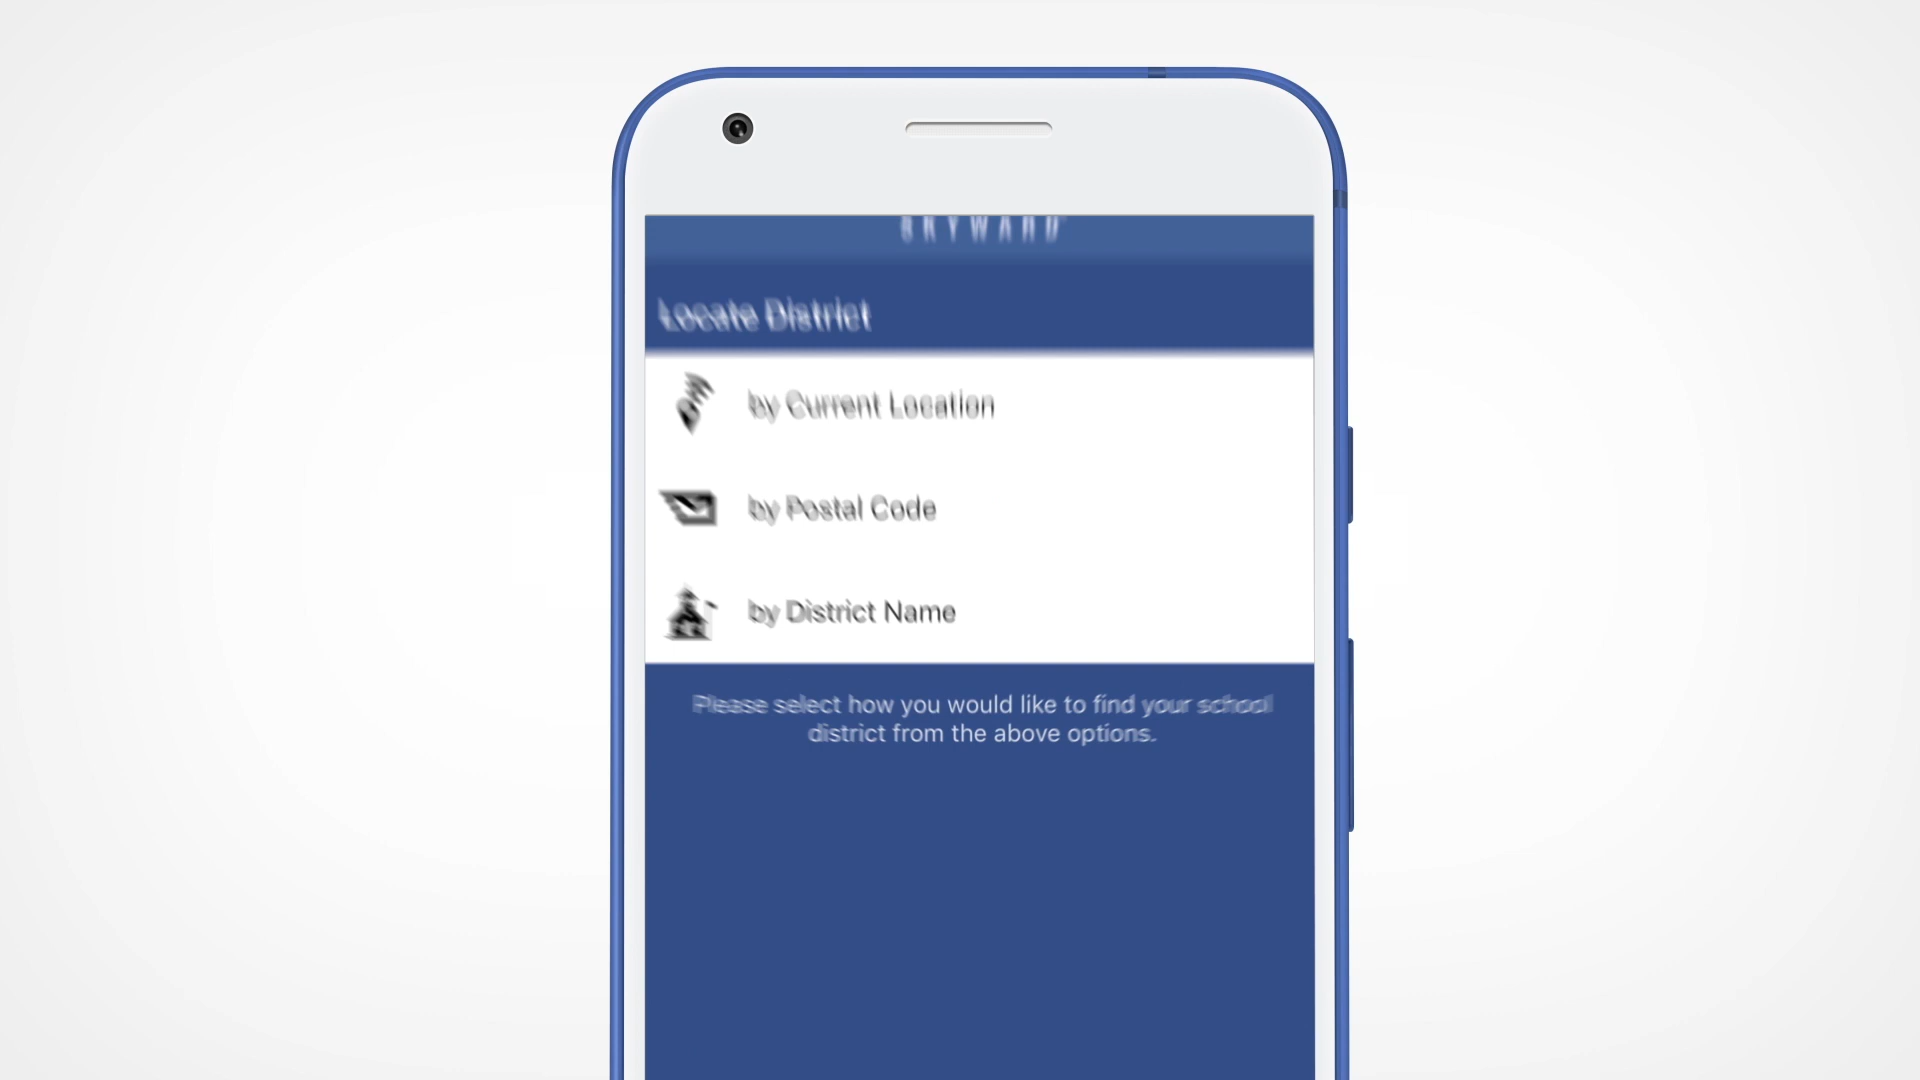 SKYWARD
Locate District
by Current Location
by Postal Code
by District Name
Please select how you would like to find your school
district from the above options.